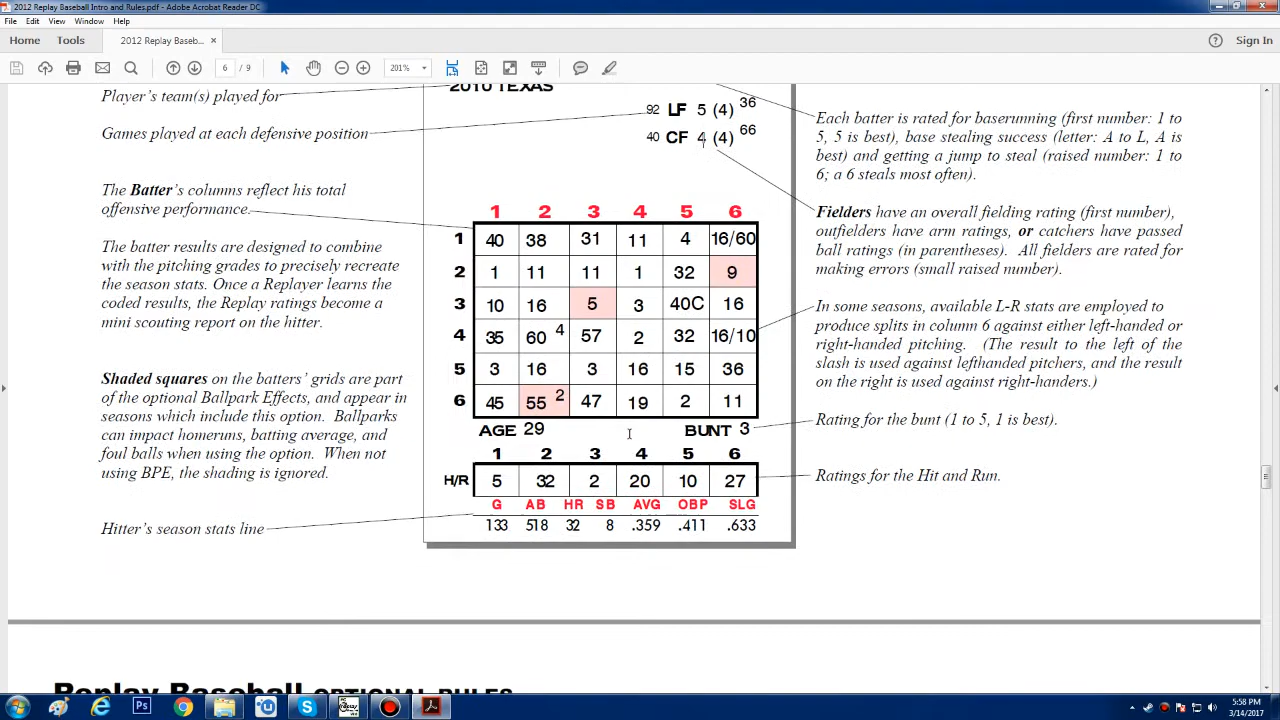 2012 Replay Baseball Intro and Rules.pdf - Adobe Acrobat Reader DC
File Edit View Window Help
Home Tools 2012 Replay Baseb... × Sign In
6 / 9 201%
Player's team(s) played for
2010 TEXAS
92 LF 5 (4) 36
Games played at each defensive position
40 CF 4 (4) 66
Each batter is rated for baserunning (first number: 1 to
5, 5 is best), base stealing success (letter: A to L, A is
best) and getting a jump to steal (raised number: 1 to
6; a 6 steals most often).
The Batter's columns reflect his total
offensive performance.
Fielders have an overall fielding rating (first number),
outfielders have arm ratings, or catchers have passed
ball ratings (in parentheses). All fielders are rated for
making errors (small raised number).
The batter results are designed to combine
with the pitching grades to precisely recreate
the season stats. Once a Replayer learns the
coded results, the Replay ratings become a
mini scouting report on the hitter.
In some seasons, available L-R stats are employed to
produce splits in column 6 against either left-handed or
right-handed pitching. (The result to the left of the
slash is used against lefthanded pitchers, and the result
on the right is used against right-handers.)
Shaded squares on the batters' grids are part
of the optional Ballpark Effects, and appear in
seasons which include this option. Ballparks
can impact homeruns, batting average, and
foul balls when using the option. When not
using BPE, the shading is ignored.
1 2 3 4 5 6
1 40 38 31 11 4 16/60
2 1 11 11 1 32 9
3 10 16 5 3 40C 16
4 35 60 4 57 2 32 16/10
5 3 16 3 16 15 36
6 45 55 2 47 19 2 11
AGE 29 BUNT 3
Rating for the bunt (1 to 5, 1 is best).
1 2 3 4 5 6
H/R 5 32 2 20 10 27
Ratings for the Hit and Run.
G AB HR SB AVG OBP SLG
133 518 32 8 .359 .411 .633
Hitter's season stats line
Replay Baseball OPTIONAL RULES
5:58 PM
3/14/2017